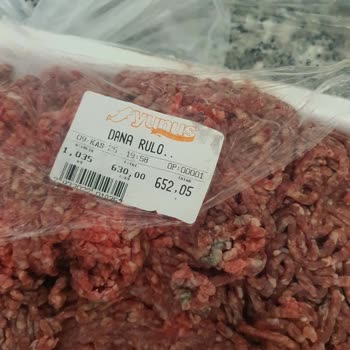 yunus
DANA RULO..
09-KAS-25 19:58 OP:00001
1,035
630,00
652,05